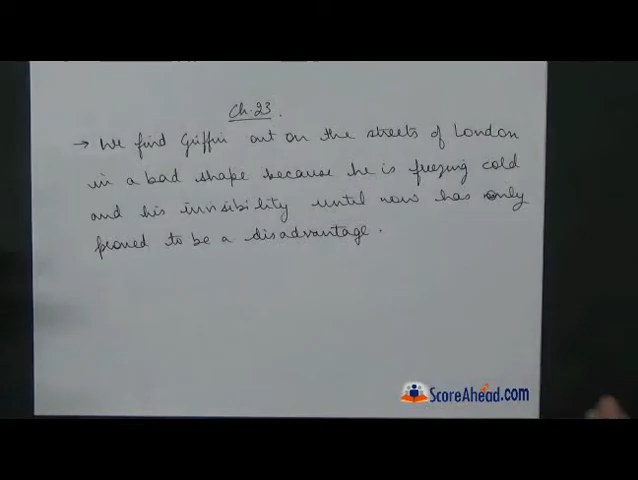 Ch.23.
→ We find Griffin out on the streets of London
in a bad shape because he is freezing cold
and his invisibility until now has only
proved to be a disadvantage.
ScoreAhead.com